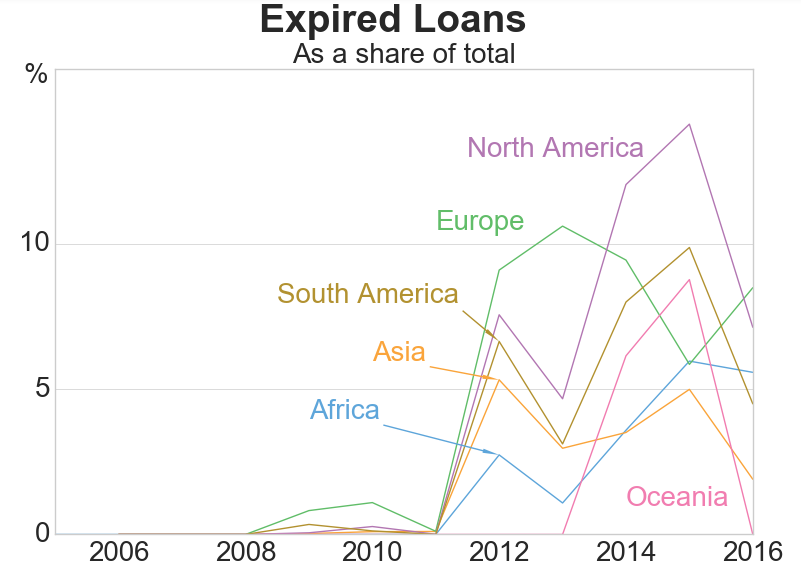 Expired Loans
As a share of total
%
North America
Europe
10
South America
Asia
5
Africa
Oceania
0
2006 2008 2010 2012 2014 2016